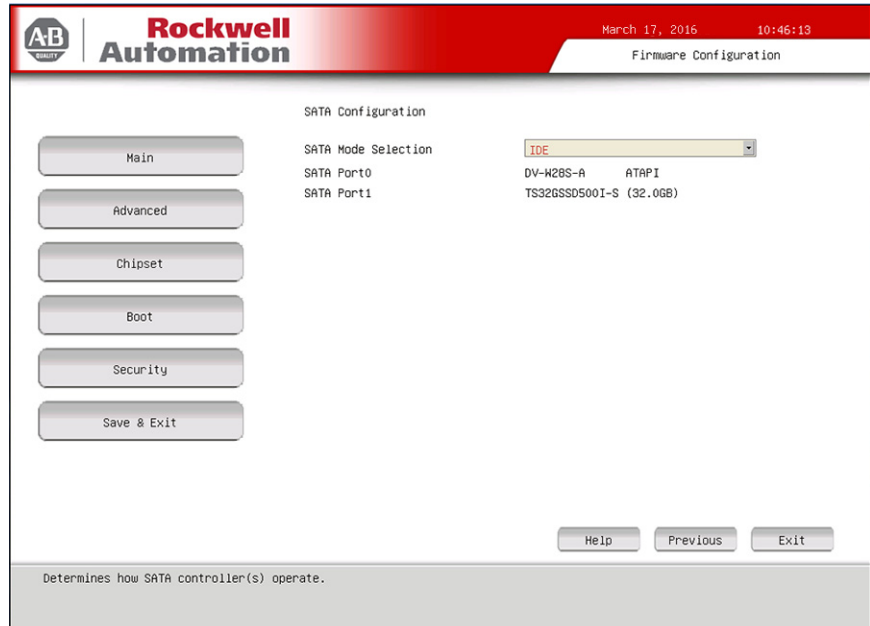 AB
QUALITY
Rockwell
Automation
March 17, 2016 10:46:13
Firmware Configuration
SATA Configuration
SATA Mode Selection IDE
SATA Port0 DV-W28S-A ATAPI
SATA Port1 TS32GSSD500I-S (32.0GB)
Main
Advanced
Chipset
Boot
Security
Save & Exit
Help Previous Exit
Determines how SATA controller(s) operate.